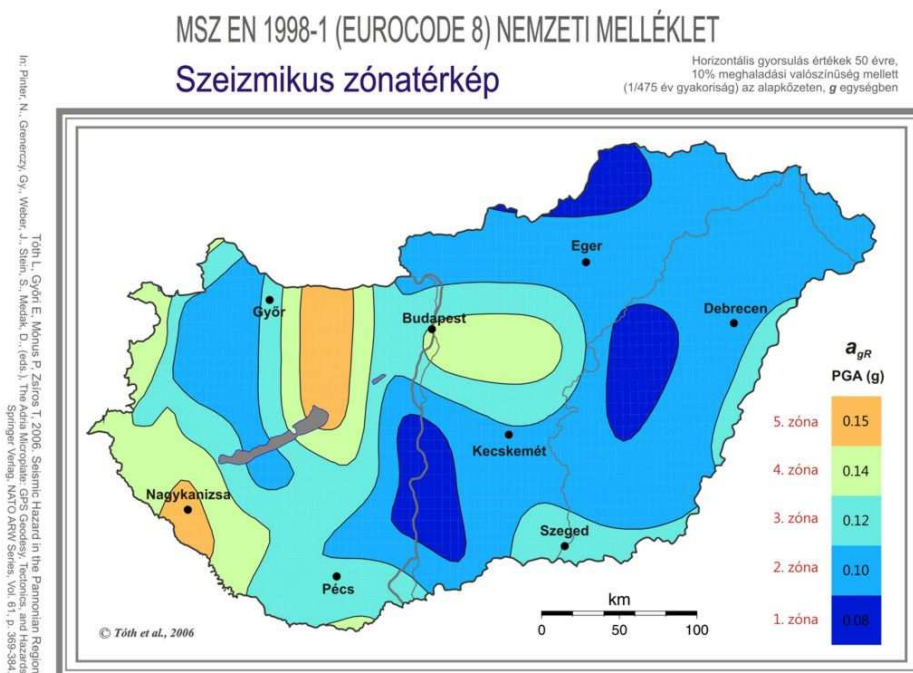 MSZ EN 1998-1 (EUROCODE 8) NEMZETI MELLÉKLET
Szeizmikus zónatérkép
Horizontális gyorsulás értékek 50 évre,
10% meghaladási valószínűség mellett
(1/475 év gyakoriság) az alapkőzeten, g egységben
Tóth L, Győri E, Mónus P, Zsíros T, 2006. Seismic Hazard in the Pannonian Region
In: Pinter, N., Grenerczy, Gy., Weber, J., Stein, S., Medak, D., (eds.), The Adria Microplate: GPS Geodesy, Tectonics, and Hazards
Springer Verlag, NATO ARW Series, Vol. 61, p. 369-384.
Eger
Győr
Budapest
Debrecen
Kecskemét
Nagykanizsa
Szeged
Pécs
agR
PGA (g)
5. zóna 0.15
4. zóna 0.14
3. zóna 0.12
2. zóna 0.10
1. zóna 0.08
km
0 50 100
© Tóth et al., 2006